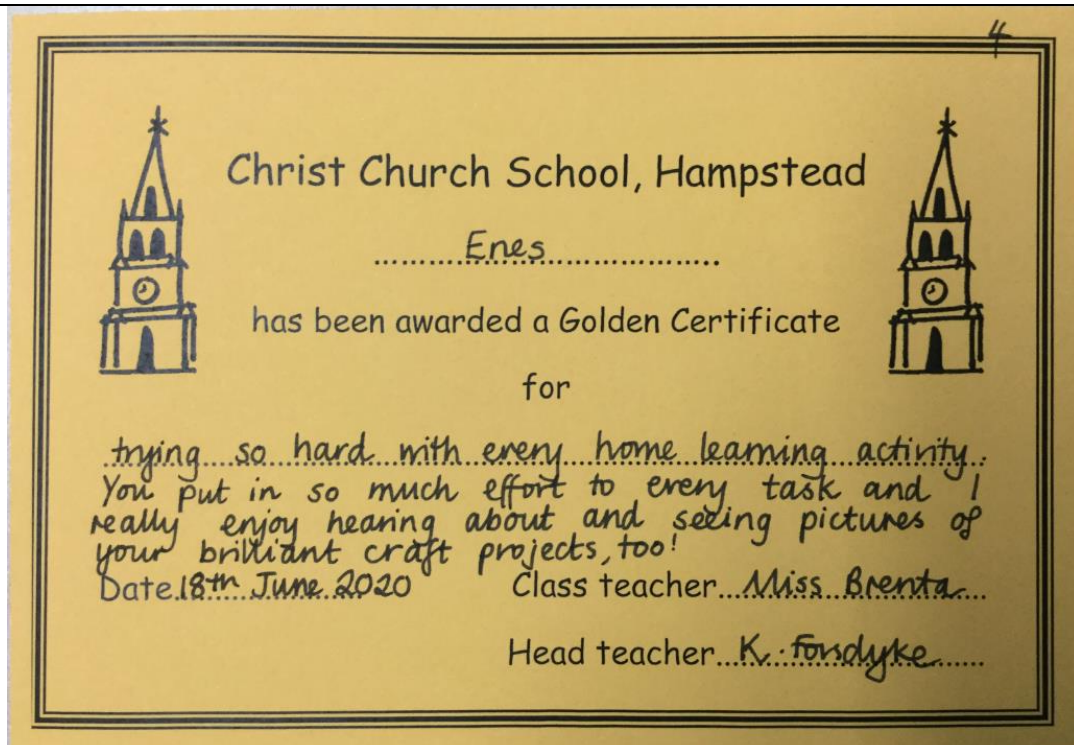 4
Christ Church School, Hampstead
Enes
has been awarded a Golden Certificate
for
trying so hard with every home learning activity.
You put in so much effort to every task and I
really enjoy hearing about and seeing pictures of
your brilliant craft projects, too!
Date 18th June 2020 Class teacher Miss Brenta
Head teacher K. Forsdyke